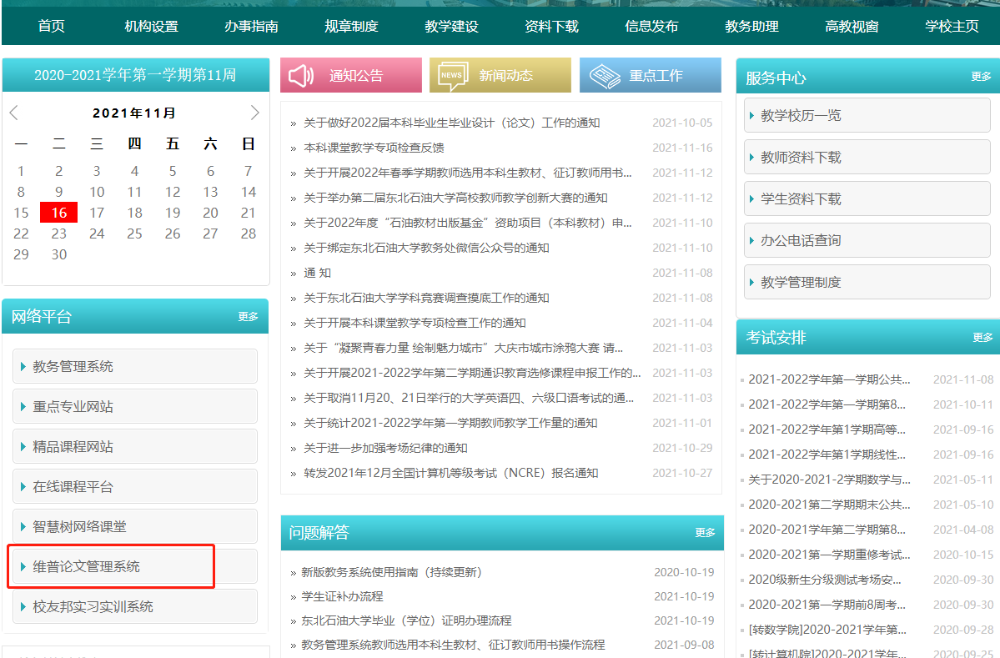 首页 机构设置 办事指南 规章制度 教学建设 资料下载 信息发布 教务助理 高教视窗 学校主页
2020-2021学年第一学期第11周
2021年11月
一 二 三 四 五 六 日
1 2 3 4 5 6 7
8 9 10 11 12 13 14
15 16 17 18 19 20 21
22 23 24 25 26 27 28
29 30
网络平台 更多
教务管理系统
重点专业网站
精品课程网站
在线课程平台
智慧树网络课堂
维普论文管理系统
校友邦实习实训系统
通知公告 NEWS 新闻动态 重点工作
» 关于做好2022届本科毕业生毕业设计（论文）工作的通知 2021-10-05
» 本科课堂教学专项检查反馈 2021-11-16
» 关于开展2022年春季学期教师选用本科生教材、征订教师用书... 2021-11-12
» 关于举办第二届东北石油大学高校教师教学创新大赛的通知 2021-11-12
» 关于2022年度“石油教材出版基金”资助项目（本科教材）申... 2021-11-10
» 关于绑定东北石油大学教务处微信公众号的通知 2021-11-10
» 通 知 2021-11-08
» 关于东北石油大学学科竞赛调查摸底工作的通知 2021-11-08
» 关于开展本科课堂教学专项检查工作的通知 2021-11-04
» 关于“凝聚青春力量 绘制魅力城市”大庆市城市涂鸦大赛 请... 2021-11-03
» 关于开展2021-2022学年第二学期通识教育选修课程申报工作的... 2021-11-03
» 关于取消11月20、21日举行的大学英语四、六级口语考试的通... 2021-11-03
» 关于统计2021-2022学年第一学期教师教学工作量的通知 2021-11-01
» 关于进一步加强考场纪律的通知 2021-10-29
» 转发2021年12月全国计算机等级考试（NCRE）报名通知 2021-10-27
问题解答 更多
» 新版教务系统使用指南（持续更新） 2020-10-19
» 学生证补办流程 2021-10-19
» 东北石油大学毕业（学位）证明办理流程 2021-10-19
» 教务管理系统教师选用本科生教材、征订教师用书操作流程 2021-09-08
服务中心 更多
教学校历一览
教师资料下载
学生资料下载
办公电话查询
教学管理制度
考试安排 更多
2021-2022学年第一学期公共... 2021-11-08
2021-2022学年第一学期第8... 2021-10-11
2021-2022学年第1学期高等... 2021-09-16
2021-2022学年第1学期线性... 2021-09-16
关于2020-2021-2学期数学与... 2021-05-11
2020-2021第二学期期末公共... 2021-05-10
2020-2021学年第二学期第8... 2021-04-08
2020-2021第一学期重修考试... 2020-10-15
2020级新生分级测试考场安... 2020-09-30
2020-2021第一学期前8周考... 2020-09-30
[转数学院]2020-2021学年第... 2020-09-28
[转计算机院]2020-2021学年... 2020-09-25